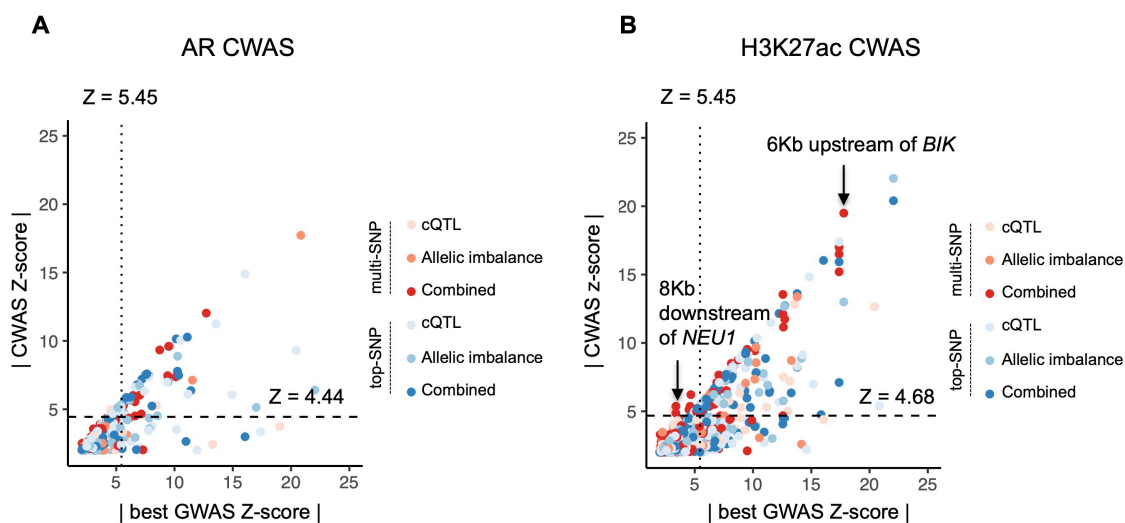 A
AR CWAS
Z = 5.45
25
20
15
10
5
| CWAS Z-score |
Z = 4.44
5
10
15
20
25
| best GWAS Z-score |
multi-SNP
cQTL
Allelic imbalance
Combined
top-SNP
cQTL
Allelic imbalance
Combined
B
H3K27ac CWAS
Z = 5.45
6Kb upstream of BIK
8Kb
downstream
of NEU1
25
20
15
10
5
| CWAS z-score |
Z = 4.68
5
10
15
20
25
| best GWAS Z-score |
multi-SNP
cQTL
Allelic imbalance
Combined
top-SNP
cQTL
Allelic imbalance
Combined